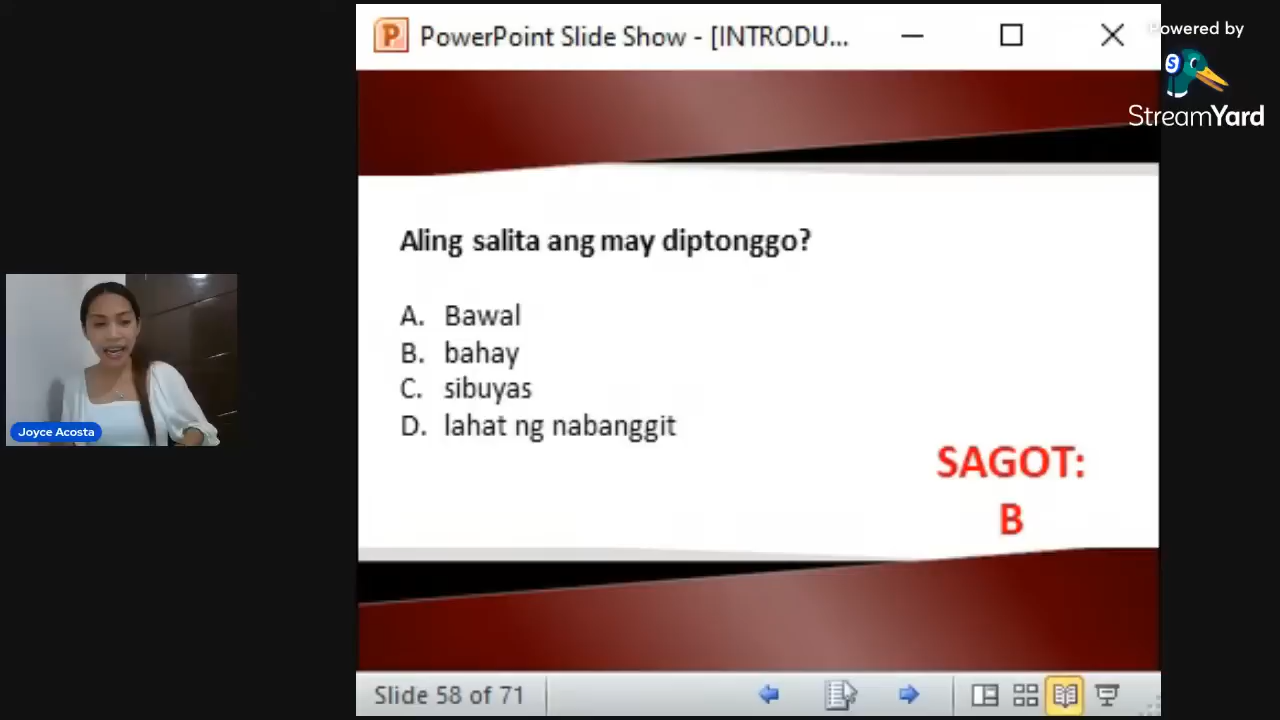 PowerPoint Slide Show - [INTRODU...
Powered by
StreamYard
Aling salita ang may diptonggo?
A. Bawal
B. bahay
C. sibuyas
D. lahat ng nabanggit
SAGOT:
B
Joyce Acosta
Slide 58 of 71